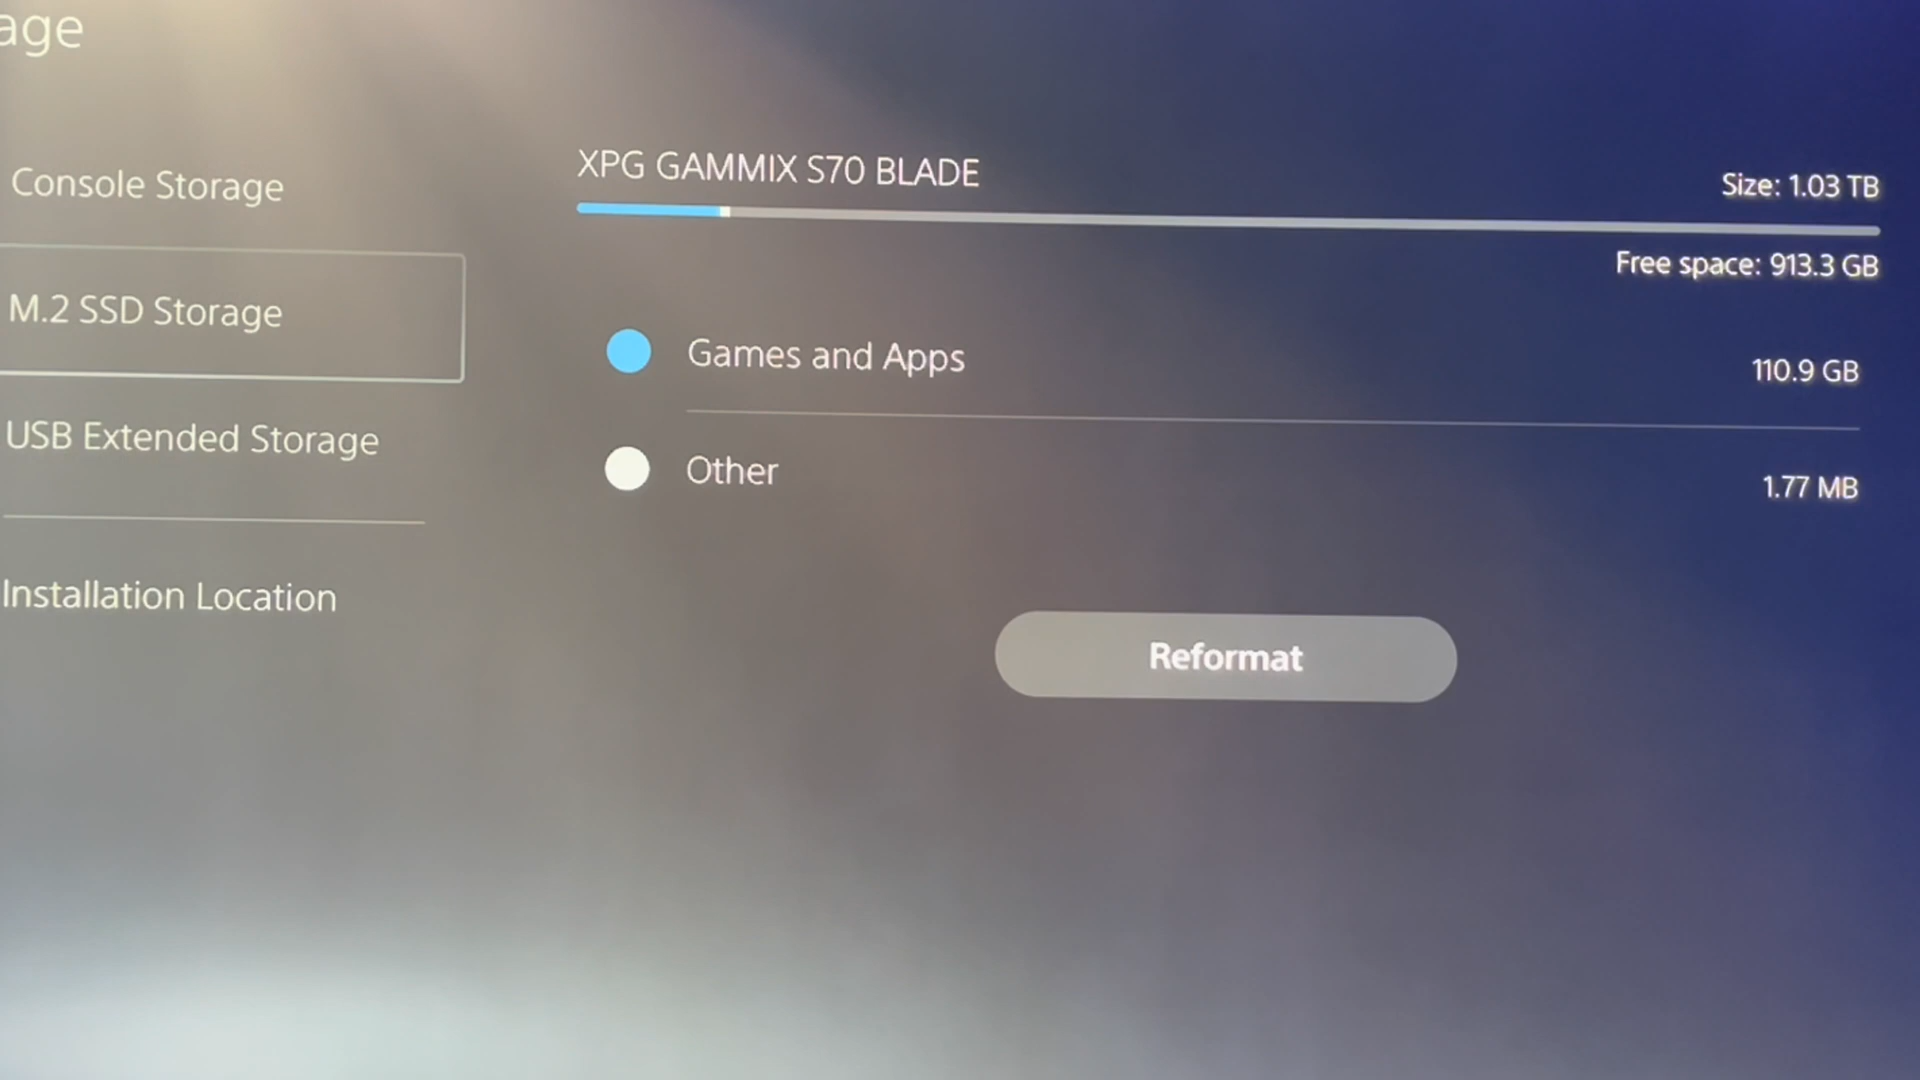 age
Console Storage
M.2 SSD Storage
USB Extended Storage
Installation Location
XPG GAMMIX S70 BLADE
Size: 1.03 TB
Free space: 913.3 GB
Games and Apps
110.9 GB
Other
1.77 MB
Reformat